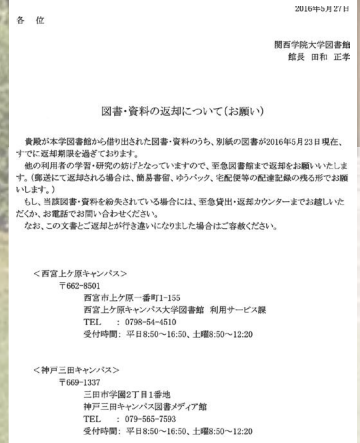 2016年5月27日
各　位
関西学院大学図書館
館長　田和 正孝
図書・資料の返却について(お願い)
貴殿が本学図書館から借り出された図書・資料のうち、別紙の図書が2016年5月23日現在、
すでに返却期限を過ぎております。
他の利用者の学習・研究の妨げとなっていますので、至急図書館まで返却をお願いいたしま
す。(郵送にて返却される場合は、簡易書留、ゆうパック、宅配便等の配達記録の残る形でお願
いします。)
もし、当該図書・資料を紛失されている場合には、至急貸出・返却カウンターまでお越しいた
だくか、お電話でお問い合わせください。
なお、この文書とご返却とが行き違いになりました場合はご容赦ください。
＜西宮上ケ原キャンパス＞
〒662-8501
西宮市上ケ原一番町1-155
西宮上ケ原キャンパス大学図書館　利用サービス課
TEL　：　0798-54-4510
受付時間：　平日8:50～16:50、土曜8:50～12:20
＜神戸三田キャンパス＞
〒669-1337
三田市学園2丁目1番地
神戸三田キャンパス図書メディア館
TEL　：　079-565-7593
受付時間：　平日8:50～16:50、土曜8:50～12:20